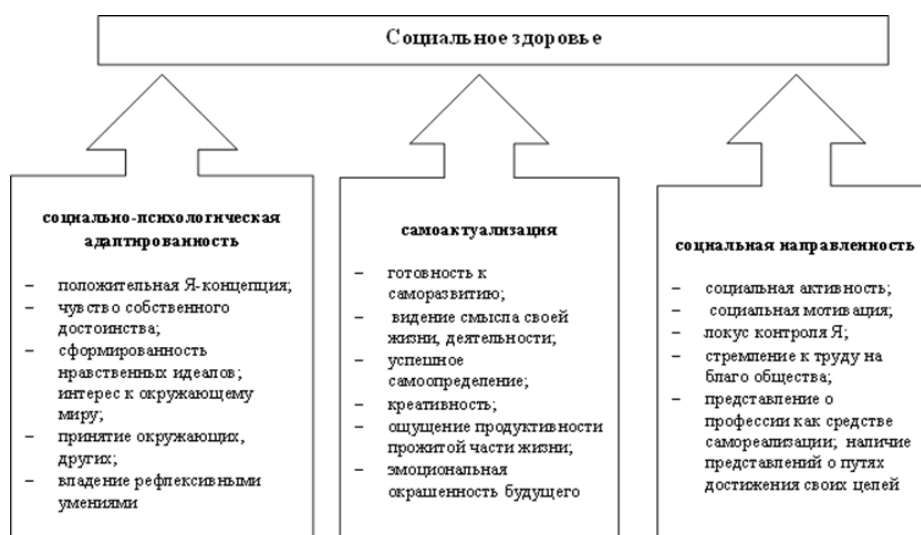 Социальное здоровье
социально-психологическая
адаптированность
– положительная Я-концепция;
– чувство собственного
достоинства;
– сформированность
нравственных идеалов;
интерес к окружающему
миру;
– принятие окружающих,
других;
– владение рефлексивными
умениями
самоактуализация
– готовность к
саморазвитию;
– видение смысла своей
жизни, деятельности;
– успешное
самоопределение;
– креативность;
– ощущение продуктивности
прожитой части жизни;
– эмоциональная
окрашенность будущего
социальная направленность
– социальная активность;
– социальная мотивация;
– локус контроля Я;
– стремление к труду на
благо общества;
– представление о
профессии как средстве
самореализации; наличие
представлений о путях
достижения своих целей